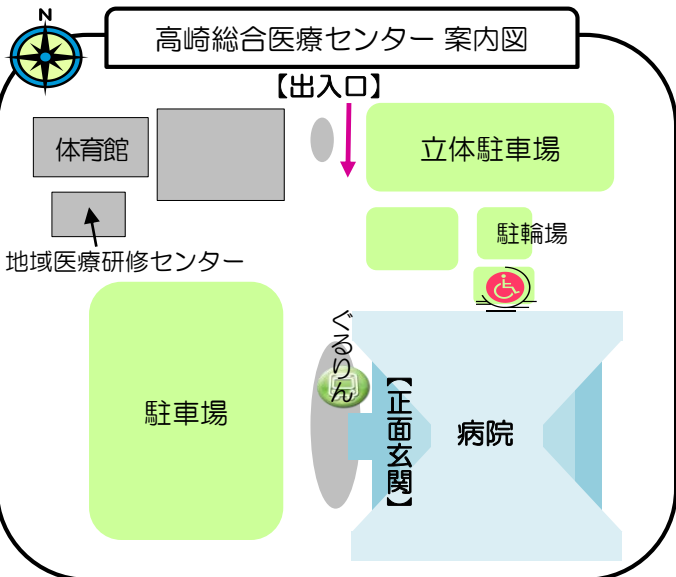 N
高崎総合医療センター 案内図
【出入口】
体育館
立体駐車場
駐輪場
地域医療研修センター
ぐるりん
駐車場
【正面玄関】
病院